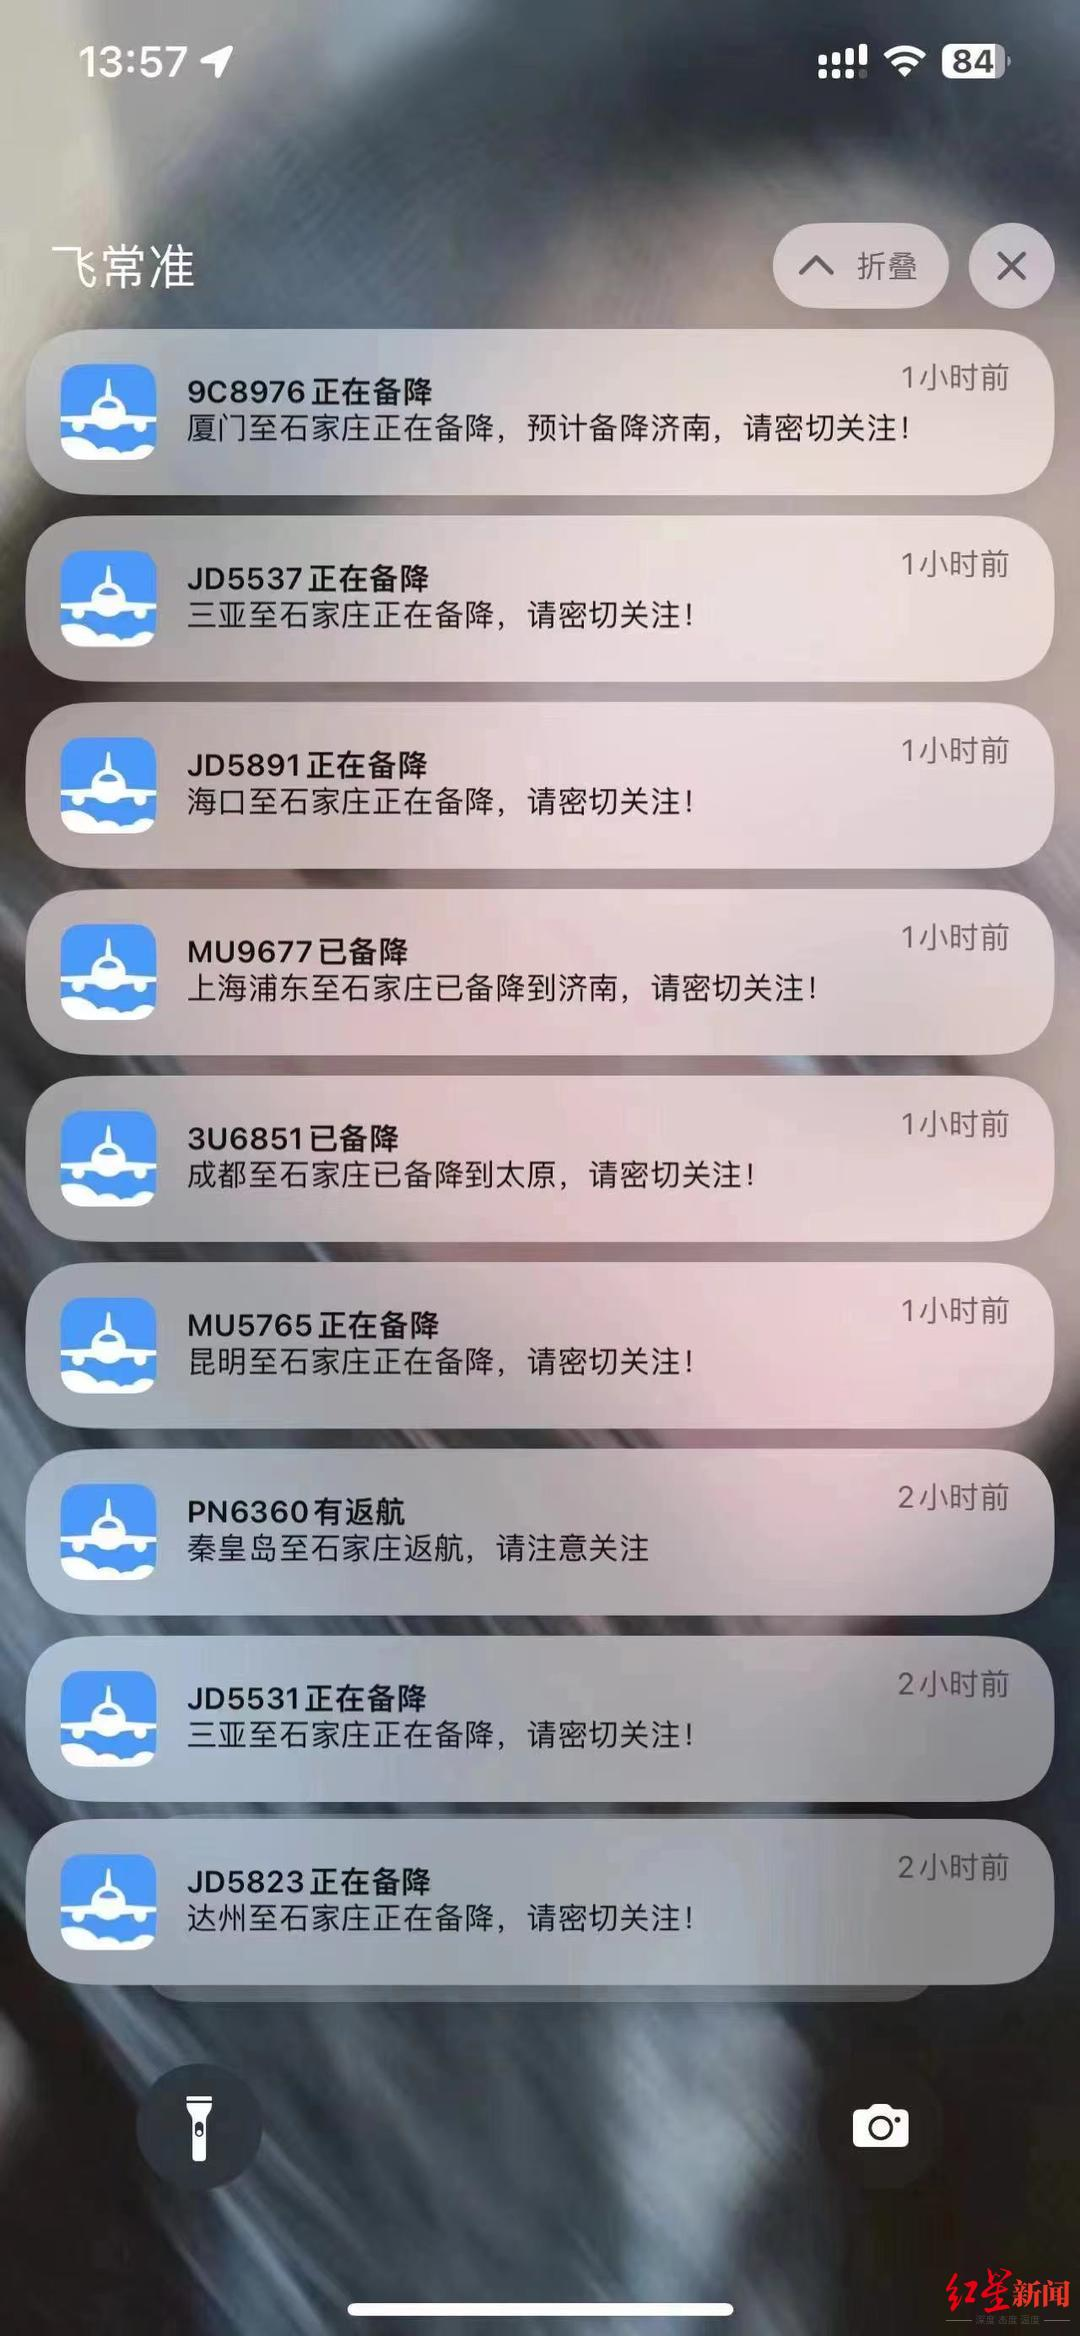 13:57
84
飞常准
折叠
9C8976正在备降
1小时前
厦门至石家庄正在备降，预计备降济南，请密切关注！
JD5537正在备降
1小时前
三亚至石家庄正在备降，请密切关注！
JD5891正在备降
1小时前
海口至石家庄正在备降，请密切关注！
MU9677已备降
1小时前
上海浦东至石家庄已备降到济南，请密切关注！
3U6851已备降
1小时前
成都至石家庄已备降到太原，请密切关注！
MU5765正在备降
1小时前
昆明至石家庄正在备降，请密切关注！
PN6360有返航
2小时前
秦皇岛至石家庄返航，请注意关注
JD5531正在备降
2小时前
三亚至石家庄正在备降，请密切关注！
JD5823正在备降
2小时前
达州至石家庄正在备降，请密切关注！
红星新闻
深度 态度 温度